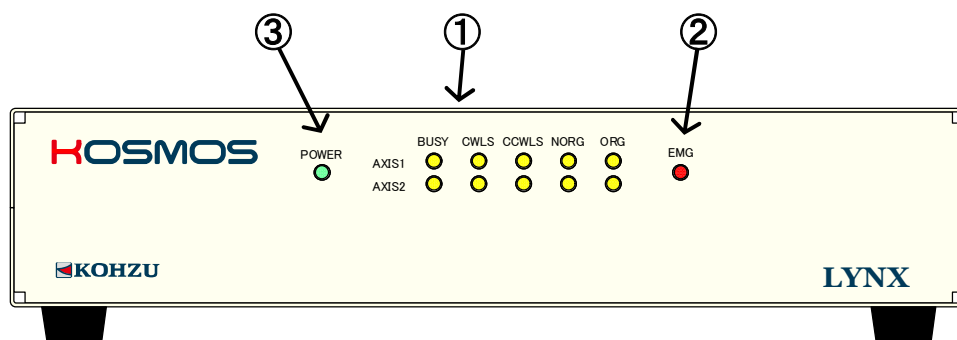 ③ ① ②
KOSMOS
POWER
BUSY CWLS CCWLS NORG ORG
EMG
AXIS1
AXIS2
KOHZU
LYNX